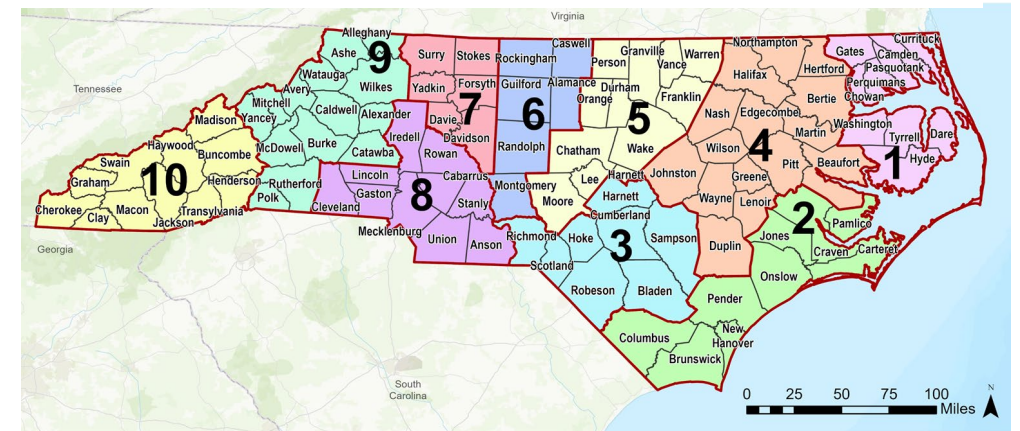 Virginia
Tennessee
Georgia
South
Carolina
Alleghany
Ashe
9
Watauga
Wilkes
Avery
Mitchell
Yancey
Caldwell
Alexander
McDowell
Burke
Catawba
Rutherford
Polk
Surry
Stokes
Yadkin
Forsyth
7
Davie
Davidson
Caswell
Rockingham
Guilford
Alamance
6
Randolph
Montgomery
Granville
Person
Vance
Warren
Durham
Orange
Franklin
5
Wake
Chatham
Lee
Harnett
Moore
Northampton
Halifax
Hertford
Bertie
Nash
Edgecombe
Martin
Wilson
4
Pitt
Beaufort
Johnston
Greene
Wayne
Lenoir
Duplin
Currituck
Gates
Camden
Pasquotank
Perquimans
Chowan
Washington
Tyrrell
Dare
1
Hyde
Madison
Haywood
Swain
Buncombe
Graham
10
Henderson
Cherokee
Macon
Clay
Jackson
Transylvania
Iredell
Rowan
Lincoln
Cabarrus
Gaston
Cleveland
8
Stanly
Mecklenburg
Union
Anson
Harnett
Cumberland
Richmond
Hoke
3
Sampson
Scotland
Robeson
Bladen
2
Pamlico
Jones
Craven
Carteret
Onslow
Pender
Columbus
New
Hanover
Brunswick
N
0 25 50 75 100
Miles